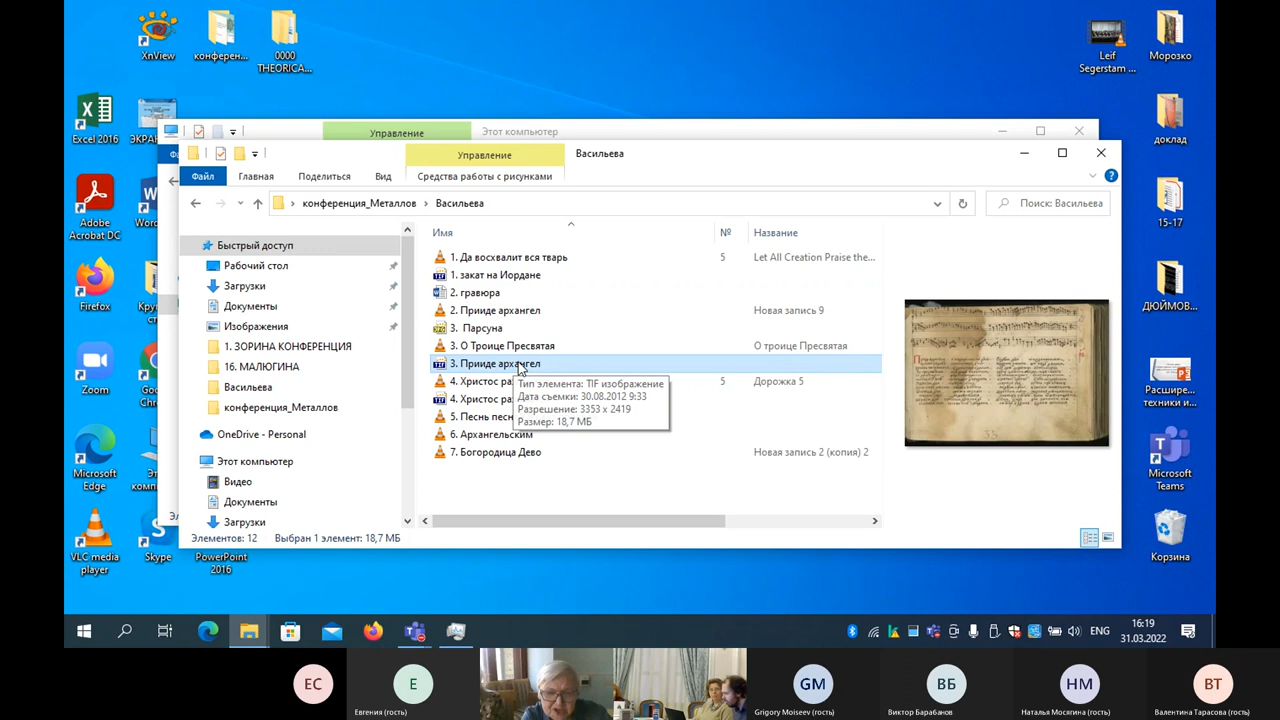 XnView
конферен...
0000
THEORICA...
Leif
Segerstam ...
Морозко
Excel 2016
ЭКРАН
Управление
Этот компьютер
Управление
Васильева
Файл
Главная
Поделиться
Вид
Средства работы с рисунками
конференция_Металлов
Васильева
Поиск: Васильева
доклад
Adobe
Acrobat DC
Имя
№
Название
Быстрый доступ
Рабочий стол
Загрузки
Документы
Изображения
1. ЗОРИНА КОНФЕРЕНЦИЯ
16. МАЛЮГИНА
Васильева
конференция_Металлов
OneDrive - Personal
Этот компьютер
Видео
Документы
Загрузки
1. Да восхвалит вся тварь
5
Let All Creation Praise the...
1. закат на Иордане
2. гравюра
2. Прииде архангел
Новая запись 9
3. Парсуна
3. О Троице Пресвятая
О троице Пресвятая
3. Прииде архангел
4. Христос ра
5
Дорожка 5
4. Христос ра
5. Песнь песн
6. Архангельским
7. Богородица Дево
Новая запись 2 (копия) 2
Тип элемента: TIF изображение
Дата съемки: 30.08.2012 9:33
Разрешение: 3353 x 2419
Размер: 18,7 МБ
Элементов: 12
Выбран 1 элемент: 18,7 МБ
15-17
Firefox
ДЮЙМОВ...
Zoom
Расшире...
техники и...
Microsoft
Edge
Microsoft
Teams
VLC media
player
Skype
PowerPoint
2016
Корзина
ENG
16:19
31.03.2022
EC
E
GM
ВБ
НМ
ВТ
Евгения (гость)
Grigory Moiseev (гость)
Виктор Барабанов
Наталья Мосягина (гость)
Валентина Тарасова (гость)